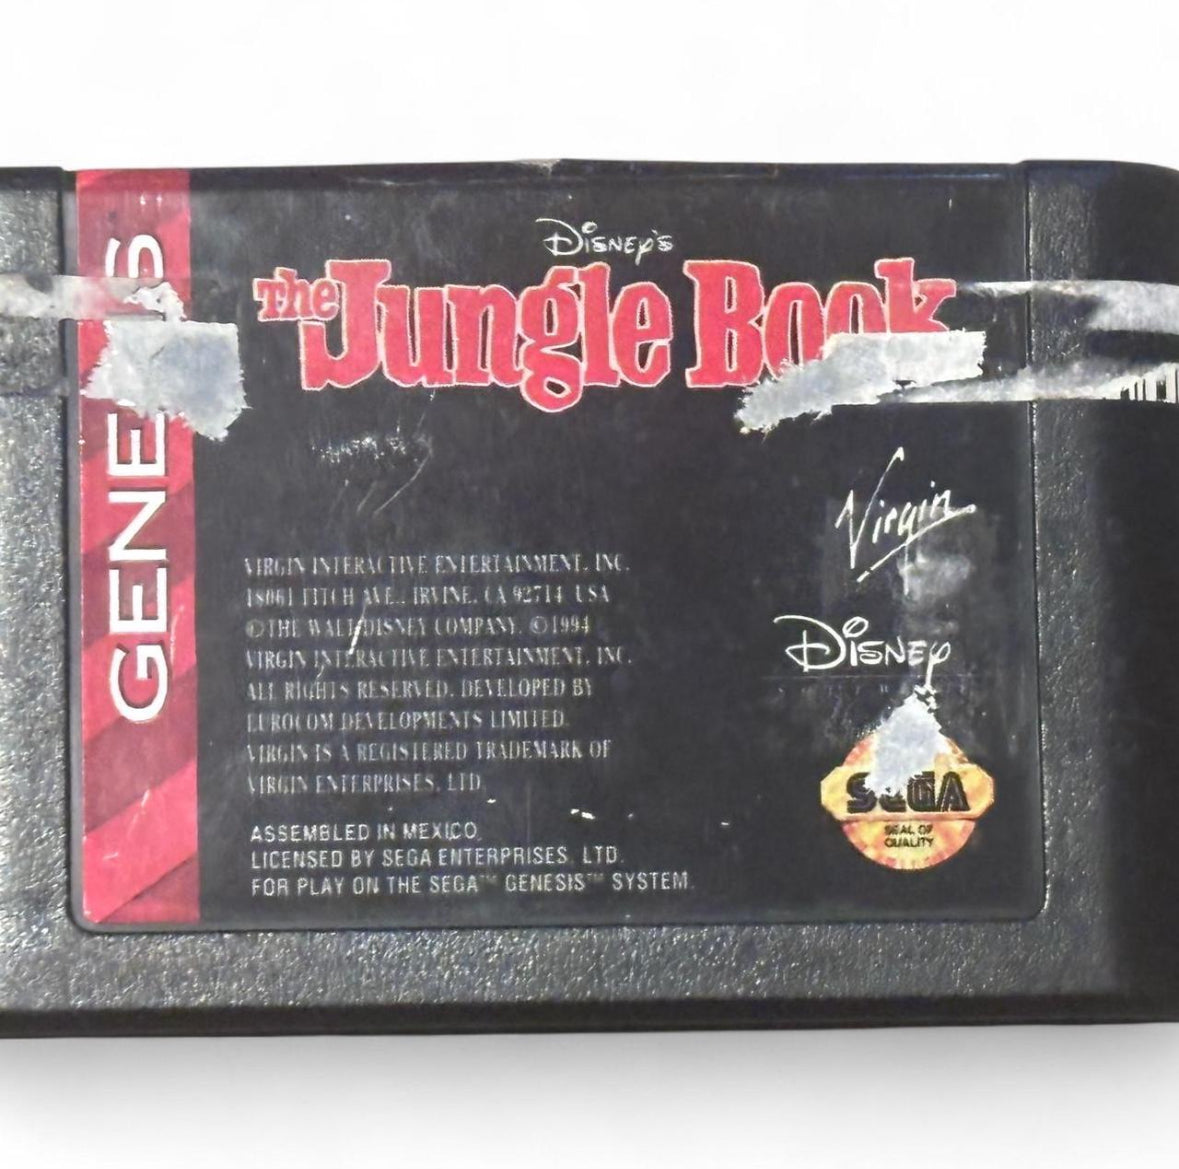 GENESIS
DISNEY'S
The Jungle Book
Virgin
DISNEY
VIRGIN INTERACTIVE ENTERTAINMENT, INC.
18061 FITCH AVE., IRVINE, CA 92714 USA
©THE WALT DISNEY COMPANY. ©1994
VIRGIN INTERACTIVE ENTERTAINMENT, INC.
ALL RIGHTS RESERVED. DEVELOPED BY
EUROCOM DEVELOPMENTS LIMITED.
VIRGIN IS A REGISTERED TRADEMARK OF
VIRGIN ENTERPRISES, LTD.
SEGA
SEAL OF
QUALITY
ASSEMBLED IN MEXICO.
LICENSED BY SEGA ENTERPRISES, LTD.
FOR PLAY ON THE SEGA™ GENESIS™ SYSTEM.